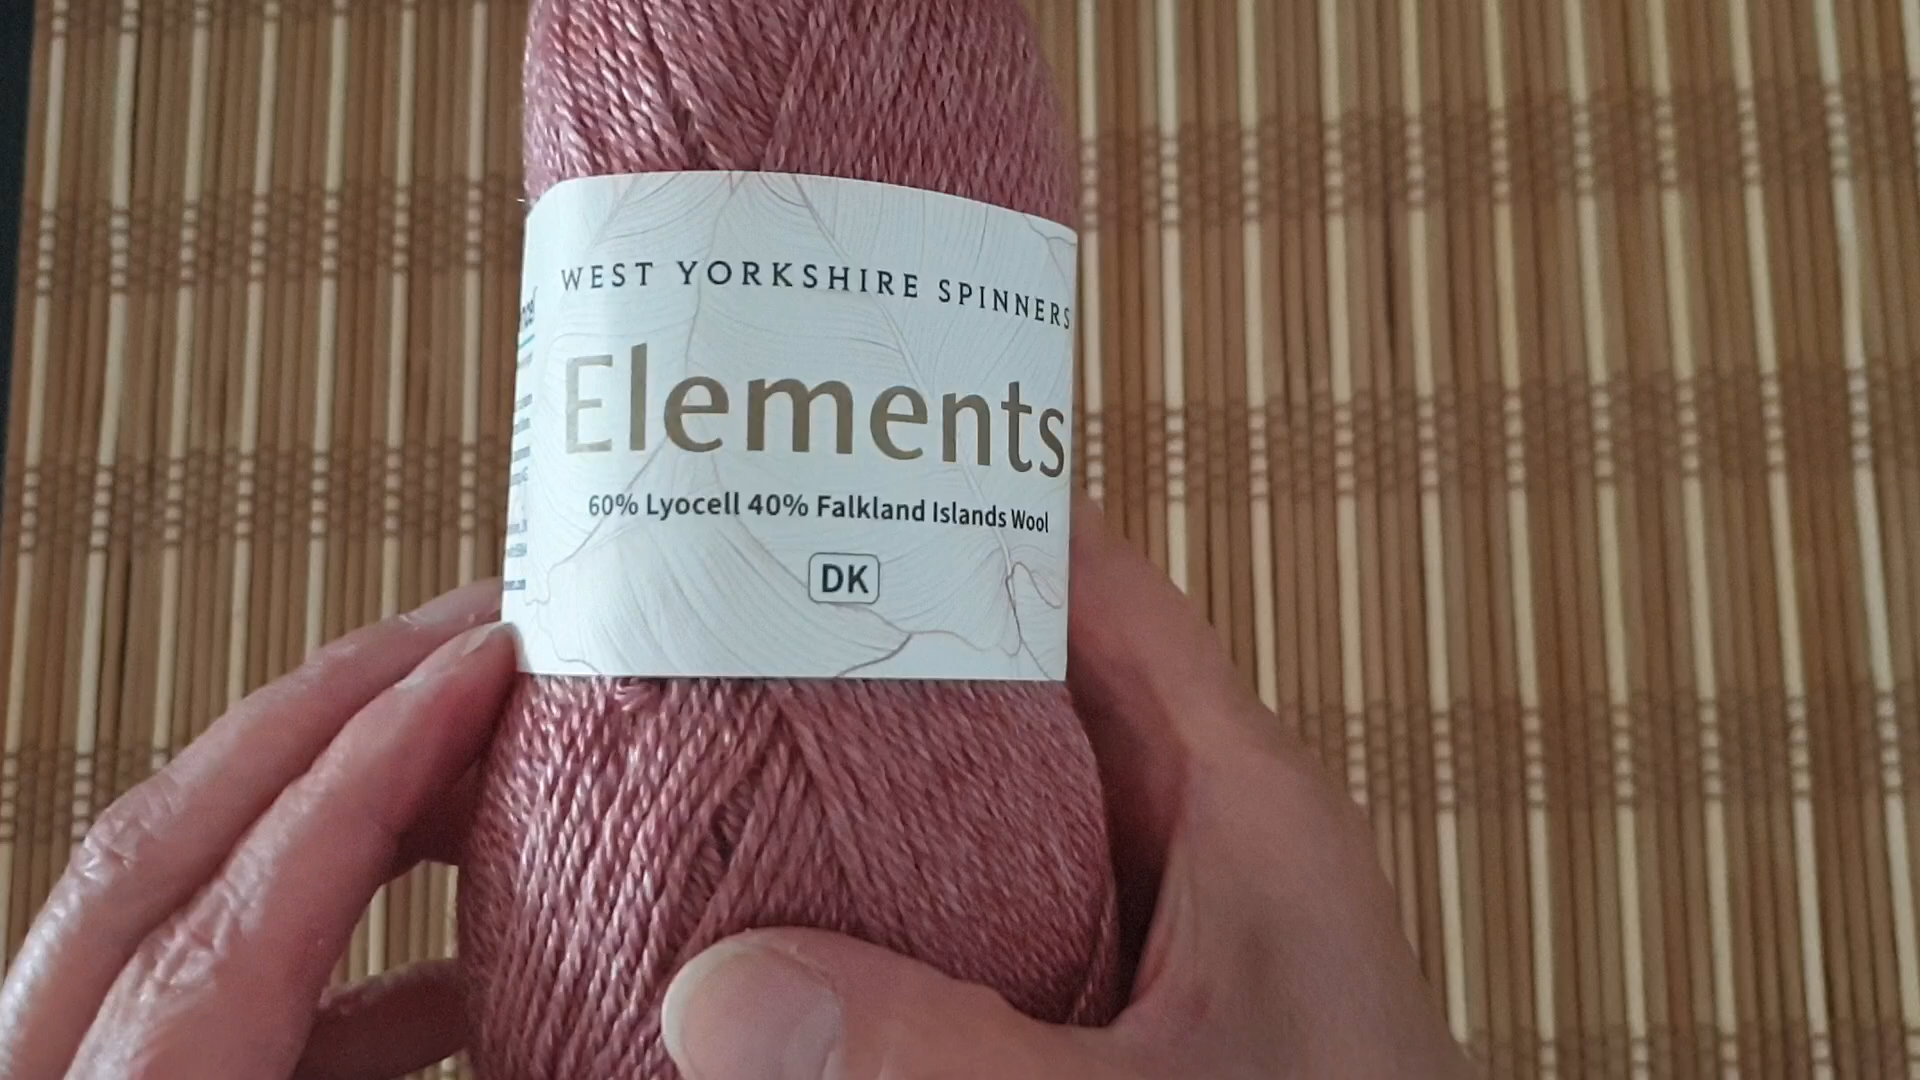 WEST YORKSHIRE SPINNERS
Elements
60% Lyocell 40% Falkland Islands Wool
DK